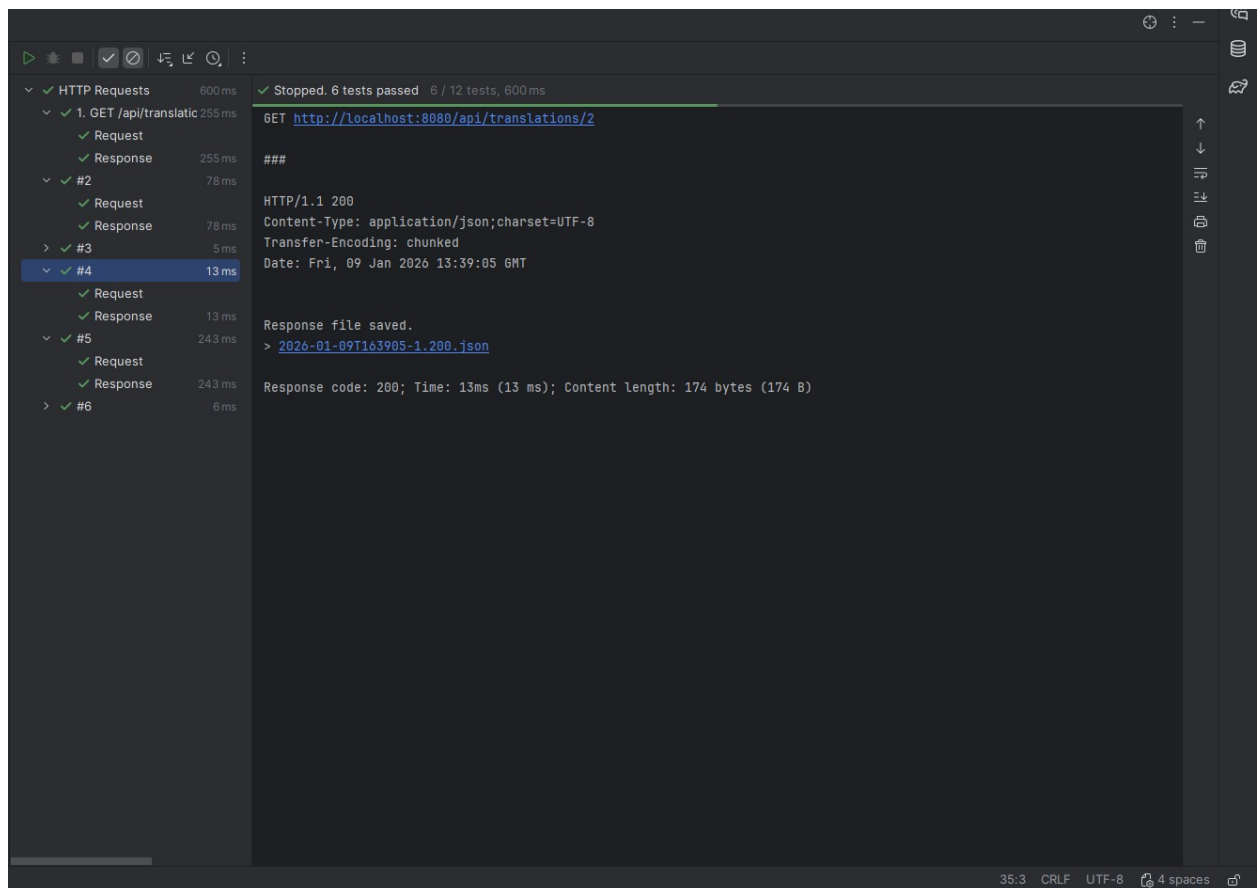 HTTP Requests 600 ms
1. GET /api/translatic 255 ms
Request
Response 255 ms
#2 78 ms
Request
Response 78 ms
#3 5 ms
#4 13 ms
Request
Response 13 ms
#5 243 ms
Request
Response 243 ms
#6 6 ms
Stopped. 6 tests passed 6 / 12 tests, 600 ms
GET http://localhost:8080/api/translations/2
###
HTTP/1.1 200
Content-Type: application/json;charset=UTF-8
Transfer-Encoding: chunked
Date: Fri, 09 Jan 2026 13:39:05 GMT
Response file saved.
> 2026-01-09T163905-1.200.json
Response code: 200; Time: 13ms (13 ms); Content length: 174 bytes (174 B)
35:3 CRLF UTF-8 4 spaces